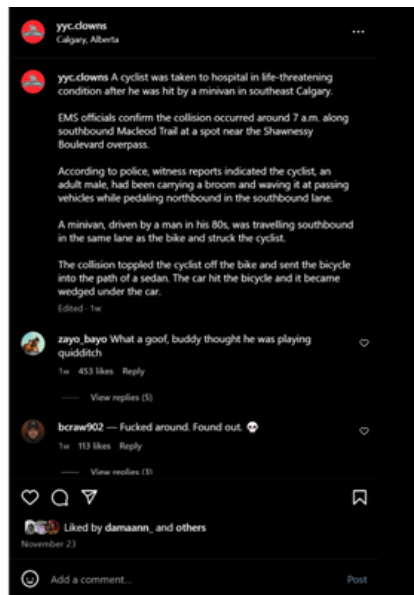 yyc.clowns
Calgary, Alberta
yyc.clowns A cyclist was taken to hospital in life-threatening
condition after he was hit by a minivan in southeast Calgary.
EMS officials confirm the collision occurred around 7 a.m. along
southbound Macleod Trail at a spot near the Shawnessy
Boulevard overpass.
According to police, witness reports indicated the cyclist, an
adult male, had been carrying a broom and waving it at passing
vehicles while pedaling northbound in the southbound lane.
A minivan, driven by a man in his 80s, was travelling southbound
in the same lane as the bike and struck the cyclist.
The collision toppled the cyclist off the bike and sent the bicycle
into the path of a sedan. The car hit the bicycle and it became
wedged under the car.
Edited · 1w
zayo_bayo What a goof, buddy thought he was playing
quidditch
1w 453 likes Reply
View replies (5)
bcraw902 — Fucked around. Found out. 💀
1w 113 likes Reply
View replies (3)
Liked by damaann_ and others
November 23
Add a comment...
Post